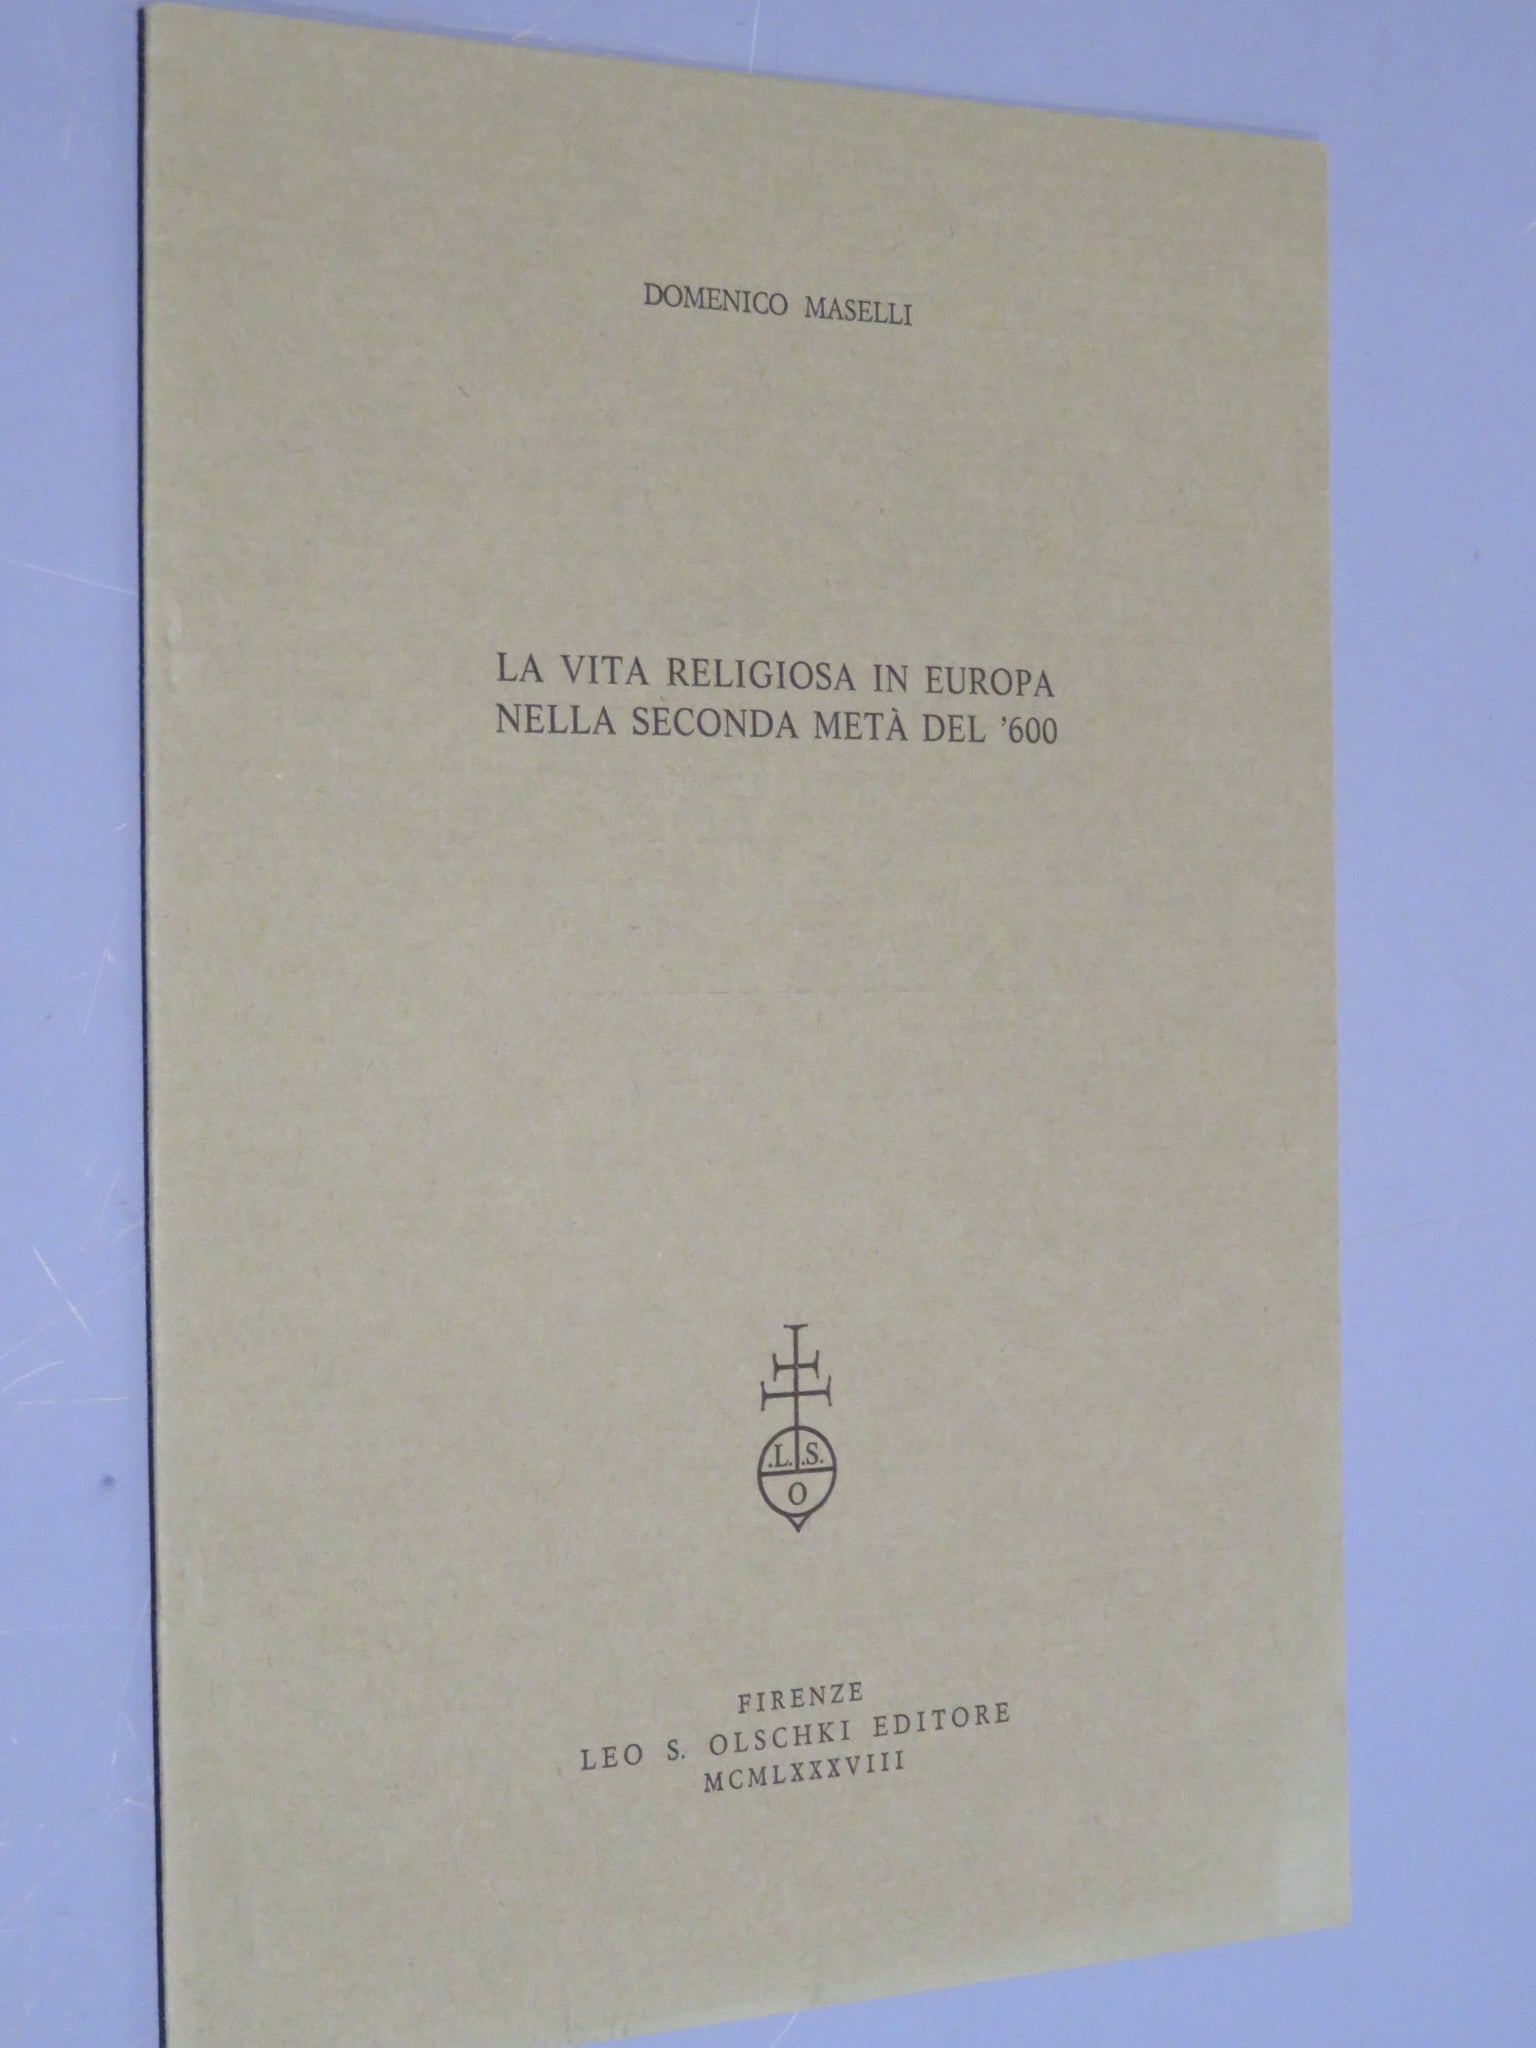 DOMENICO MASELLI
LA VITA RELIGIOSA IN EUROPA
NELLA SECONDA METÀ DEL '600
.L. .S.
O
FIRENZE
LEO S. OLSCHKI EDITORE
MCMLXXXVIII